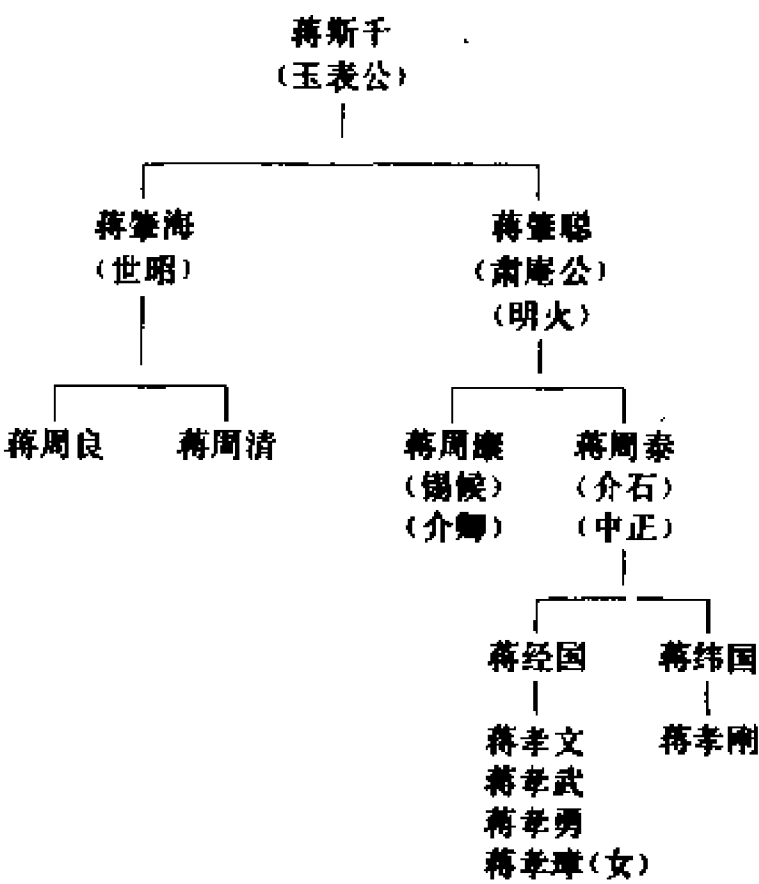 蒋斯千
(玉表公)
蒋肇海
蒋肇聪
(世昭)
(肃庵公)
(明火)
蒋周良
蒋周清
蒋周康
蒋周泰
(锡候)
(介石)
(介卿)
(中正)
蒋经国
蒋纬国
蒋孝文
蒋孝刚
蒋孝武
蒋孝勇
蒋孝璋(女)